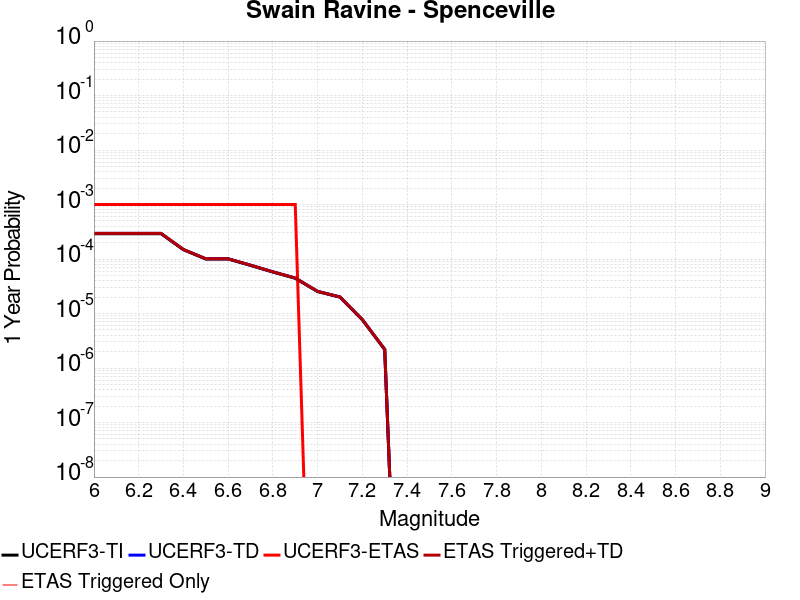 Swain Ravine - Spenceville
1 Year Probability
10^0
10^-1
10^-2
10^-3
10^-4
10^-5
10^-6
10^-7
10^-8
6 6.2 6.4 6.6 6.8 7 7.2 7.4 7.6 7.8 8 8.2 8.4 8.6 8.8 9
Magnitude
UCERF3-TI UCERF3-TD UCERF3-ETAS ETAS Triggered+TD
ETAS Triggered Only